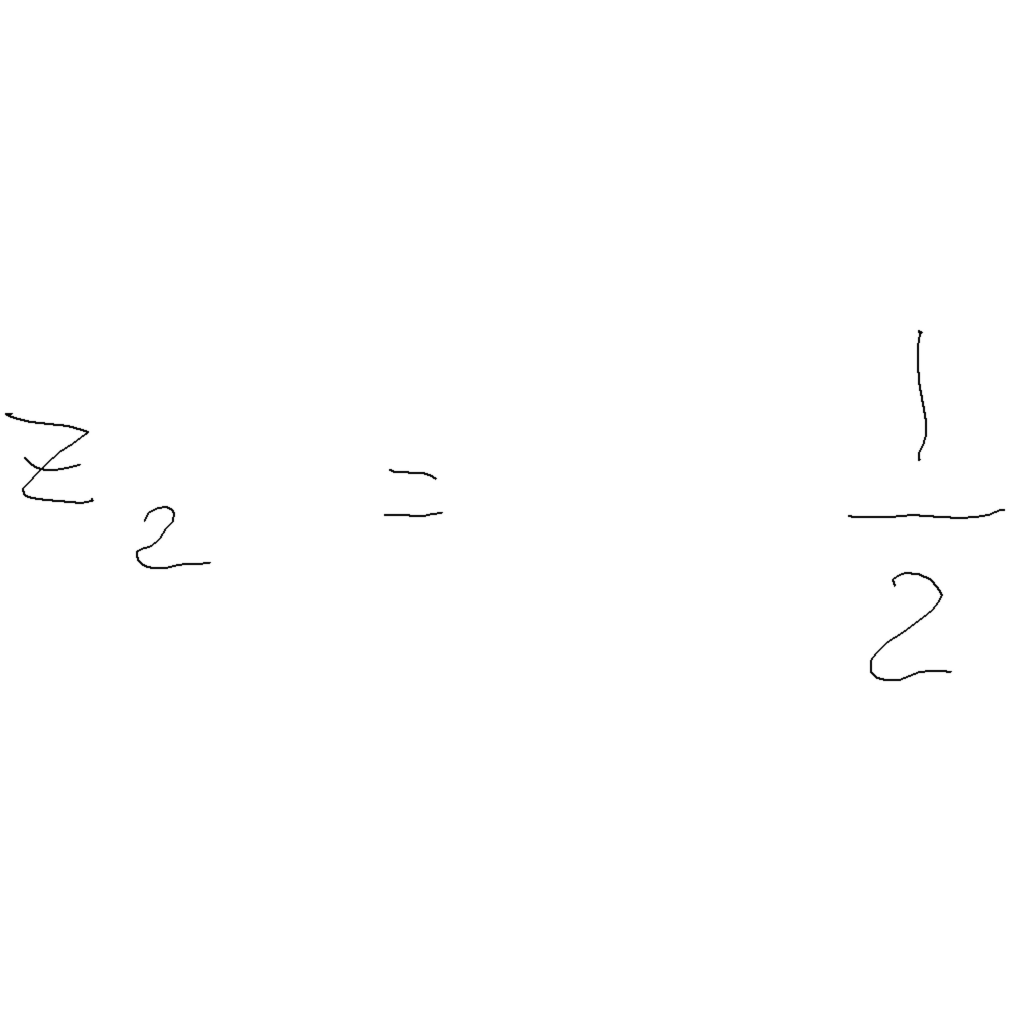 z₂ = 1/2